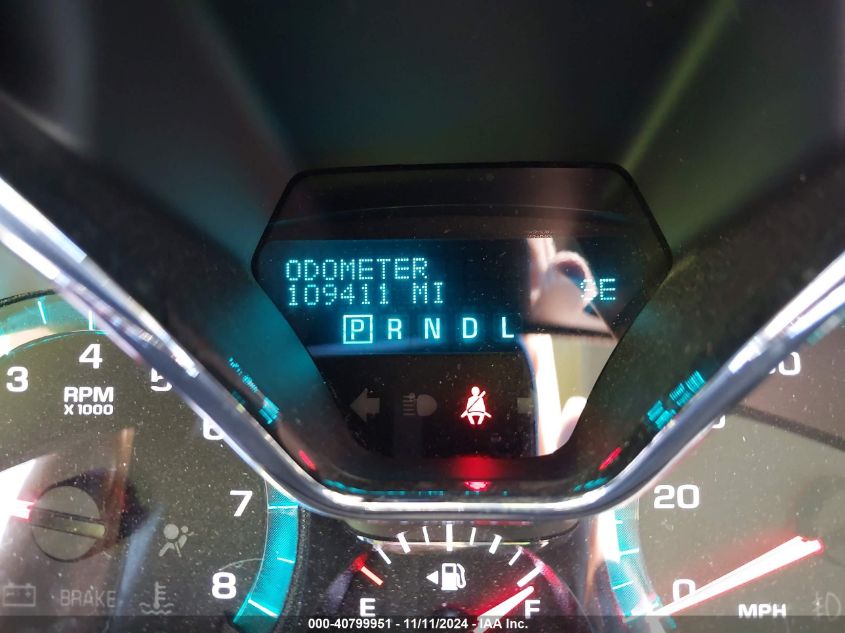 ODOMETER
109411 MI
SE
P R N D L
3 4 5
RPM
X 1000
6
7
8
BRAKE
E F
20
0
MPH
000-40799951 - 11/11/2024 - IAA Inc.